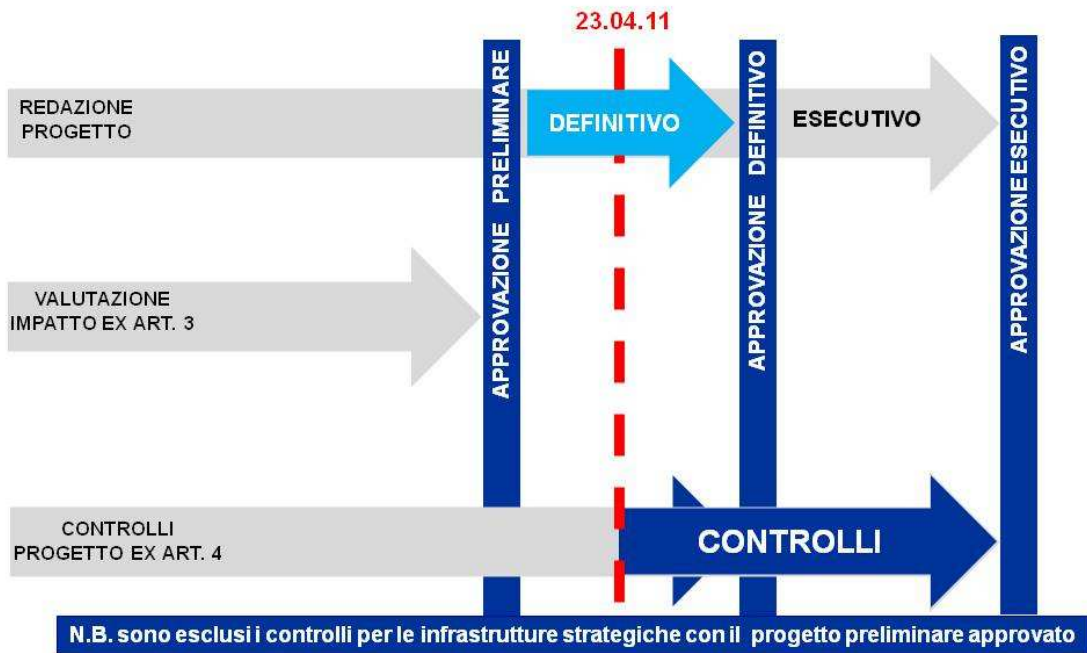 23.04.11
REDAZIONE
PROGETTO
APPROVAZIONE PRELIMINARE
DEFINITIVO
APPROVAZIONE DEFINITIVO
ESECUTIVO
APPROVAZIONE ESECUTIVO
VALUTAZIONE
IMPATTO EX ART. 3
CONTROLLI
PROGETTO EX ART. 4
CONTROLLI
N.B. sono esclusi i controlli per le infrastrutture strategiche con il progetto preliminare approvato